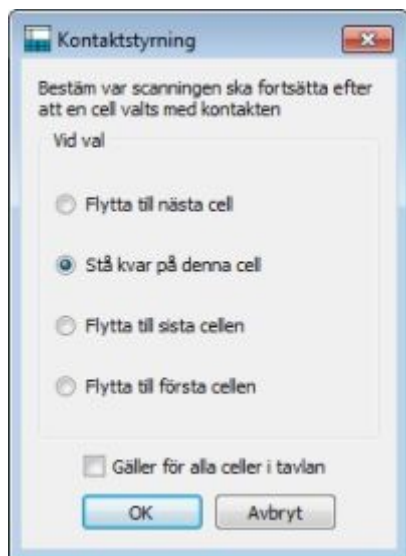 Kontaktstyrning
Bestäm var scanningen ska fortsätta efter
att en cell valts med kontakten
Vid val
Flytta till nästa cell
Stå kvar på denna cell
Flytta till sista cellen
Flytta till första cellen
Gäller för alla celler i tavlan
OK Avbryt